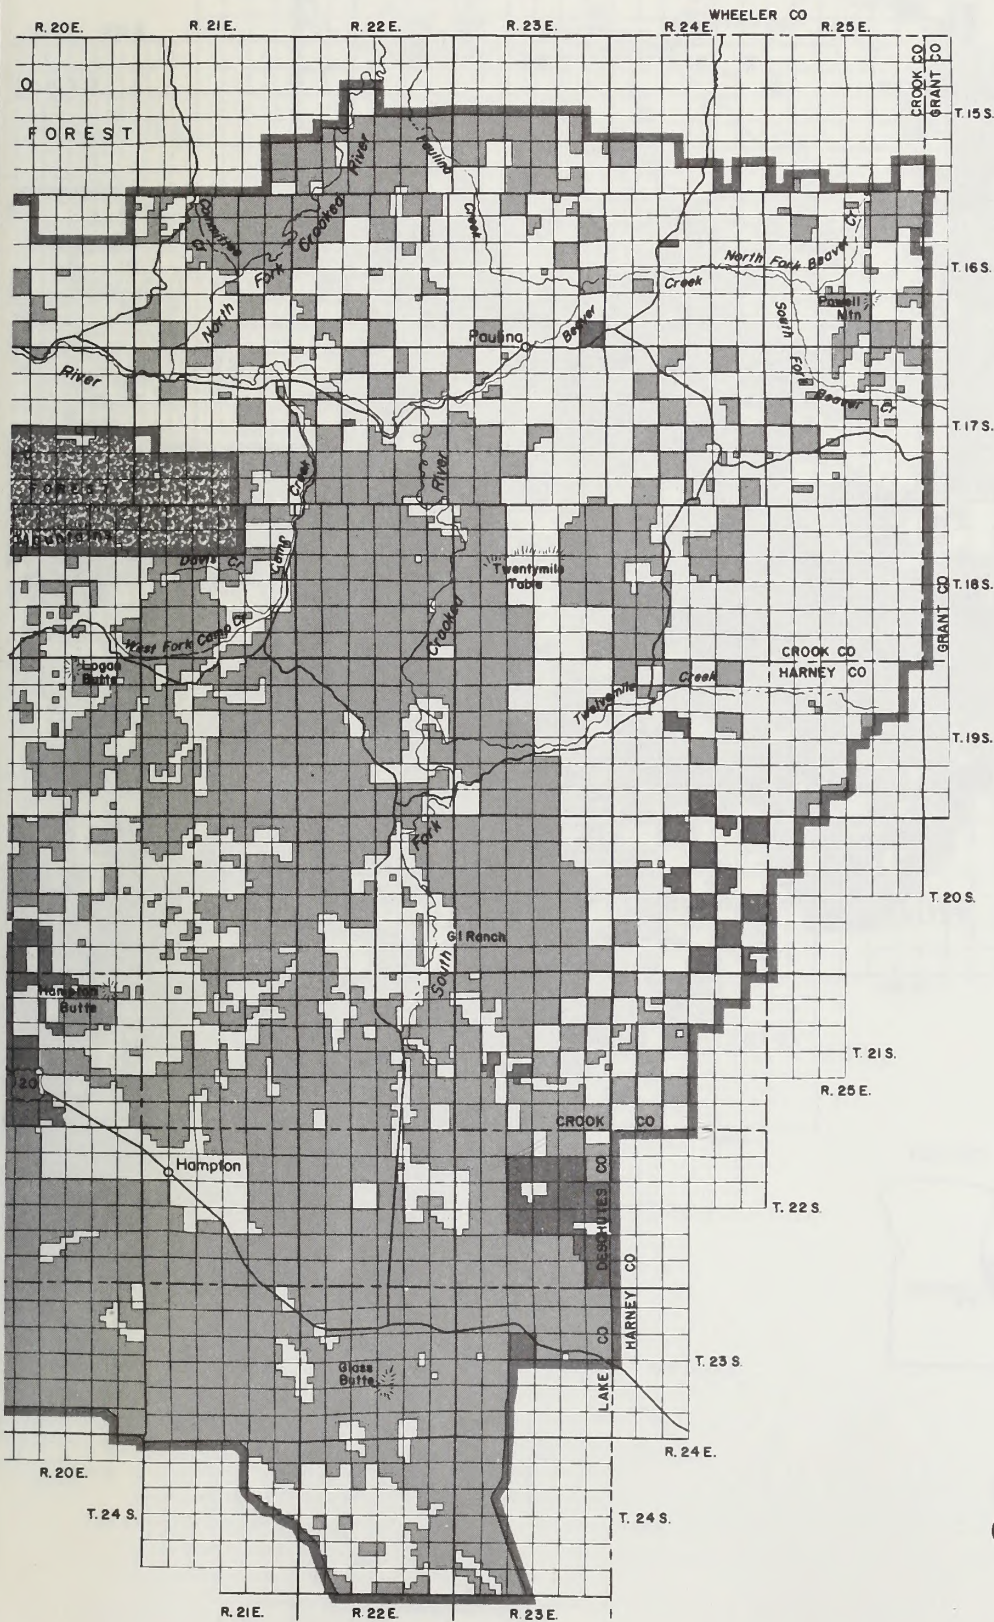 WHEELER CO
R. 20 E.
R. 21 E.
R. 22 E.
R. 23 E.
R. 24 E.
R. 25 E.
CROOK CO
GRANT CO
O
T. 15 S.
FOREST
Paulina
Creek
River
Crooked
Fork
North
Committee
Cr
North Fork Beaver Cr
T. 16 S.
Creek
Powell
Mtn
South
Fork
Beaver Cr
Paulina
Beaver
River
T. 17 S.
FOREST
Creek
River
Mountains
Davis Cr
Camp
Twentymile
Table
T. 18 S.
Crooked
West Fork Camp Cr
GRANT CO
Logan
Butte
CROOK CO
HARNEY CO
Twelvemile
Creek
T. 19 S.
Fork
T. 20 S.
GI Ranch
South
Hampton
Butte
T. 21 S.
20
R. 25 E.
CROOK CO
Hampton
DESCHUTES CO
T. 22 S.
HARNEY CO
LAKE CO
T. 23 S.
Glass
Butte
R. 24 E.
R. 20 E.
T. 24 S.
T. 24 S.
R. 21 E.
R. 22 E.
R. 23 E.